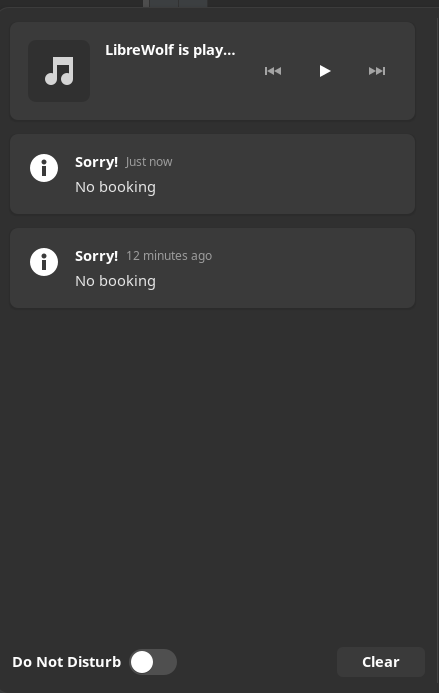 LibreWolf is play...
Sorry! Just now
No booking
Sorry! 12 minutes ago
No booking
Do Not Disturb
Clear